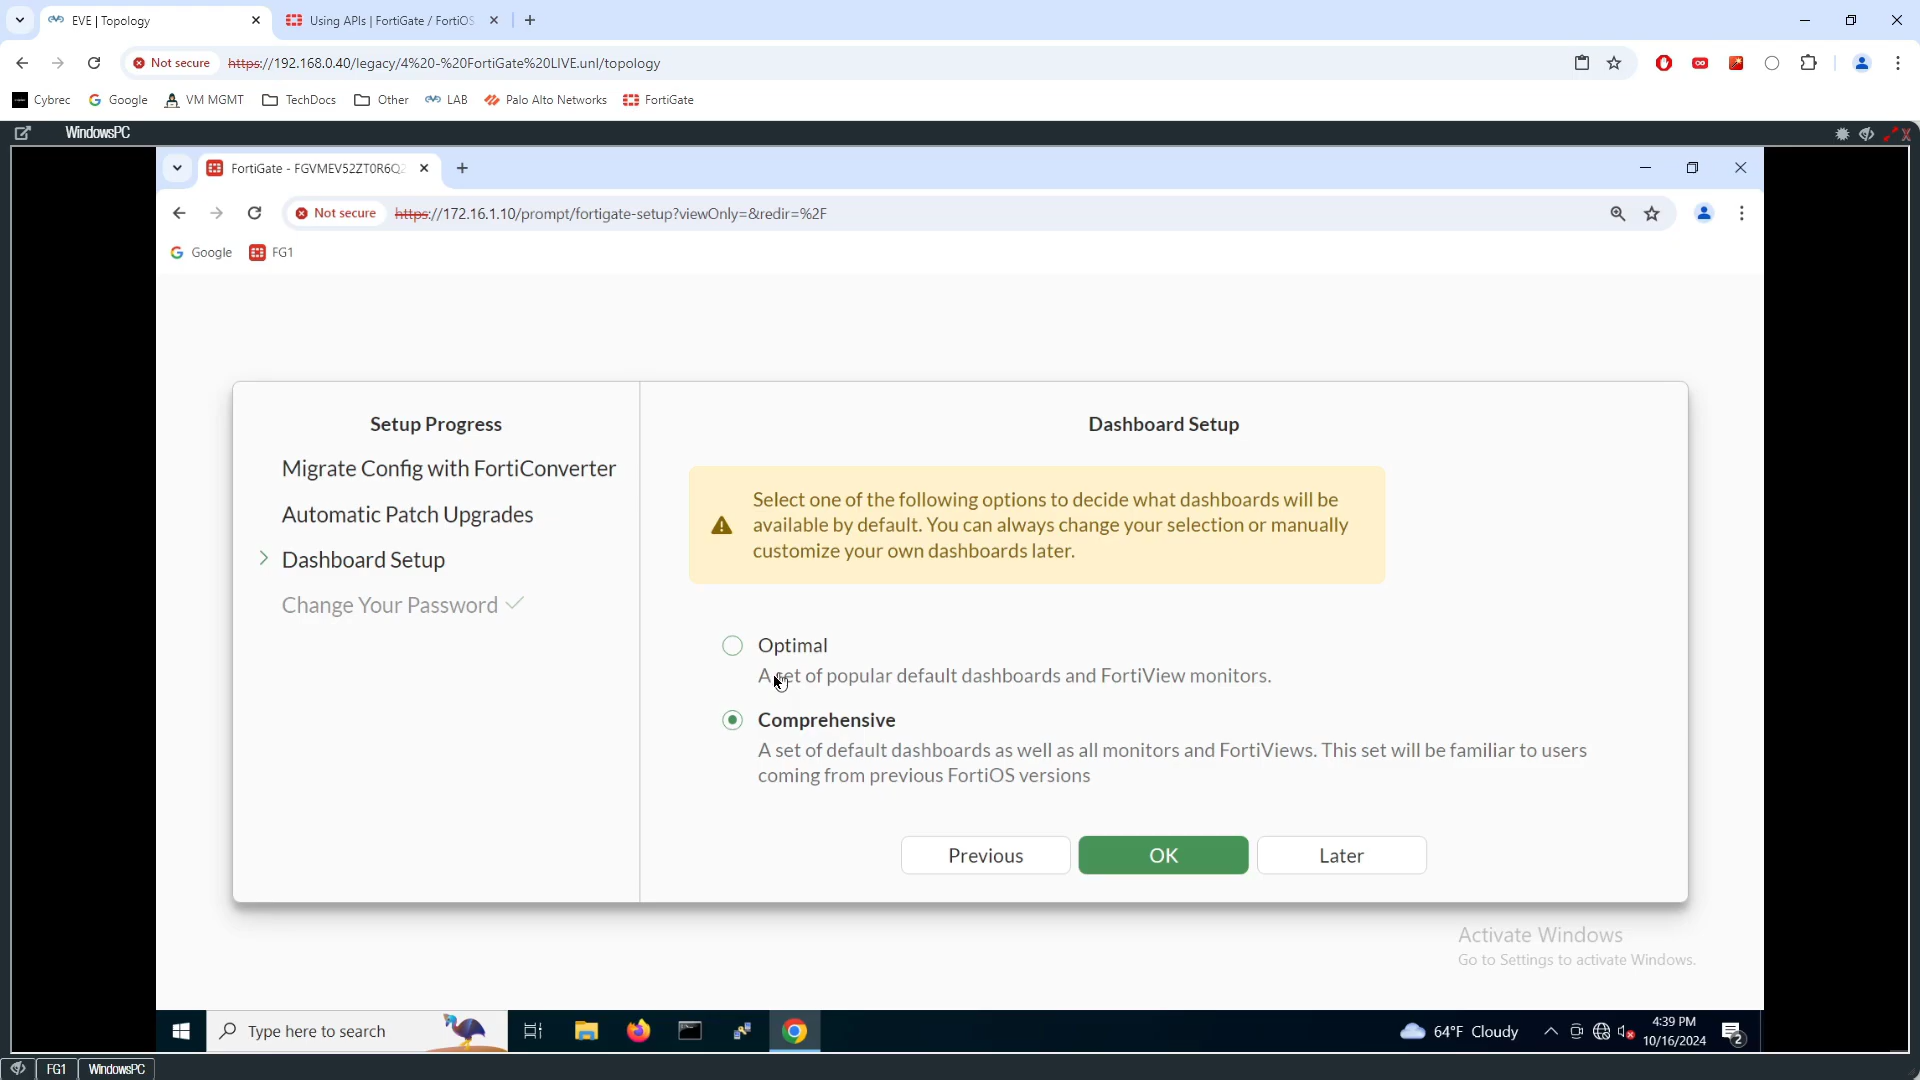 EVE | Topology
Using APIs | FortiGate / FortiOS
Not secure
https://192.168.0.40/legacy/4%20-%20FortiGate%20LIVE.unl/topology
Cybrec
Google
VM MGMT
TechDocs
Other
LAB
Palo Alto Networks
FortiGate
WindowsPC
X
FortiGate - FGVMEV52ZT0R6Q2
Not secure
https://172.16.1.10/prompt/fortigate-setup?viewOnly=&redir=%2F
Google
FG1
Setup Progress
Migrate Config with FortiConverter
Automatic Patch Upgrades
Dashboard Setup
Change Your Password
Dashboard Setup
Select one of the following options to decide what dashboards will be
available by default. You can always change your selection or manually
customize your own dashboards later.
Optimal
A set of popular default dashboards and FortiView monitors.
Comprehensive
A set of default dashboards as well as all monitors and FortiViews. This set will be familiar to users
coming from previous FortiOS versions
Previous
OK
Later
Activate Windows
Go to Settings to activate Windows.
Type here to search
64°F Cloudy
4:39 PM
10/16/2024
2
FG1
WindowsPC